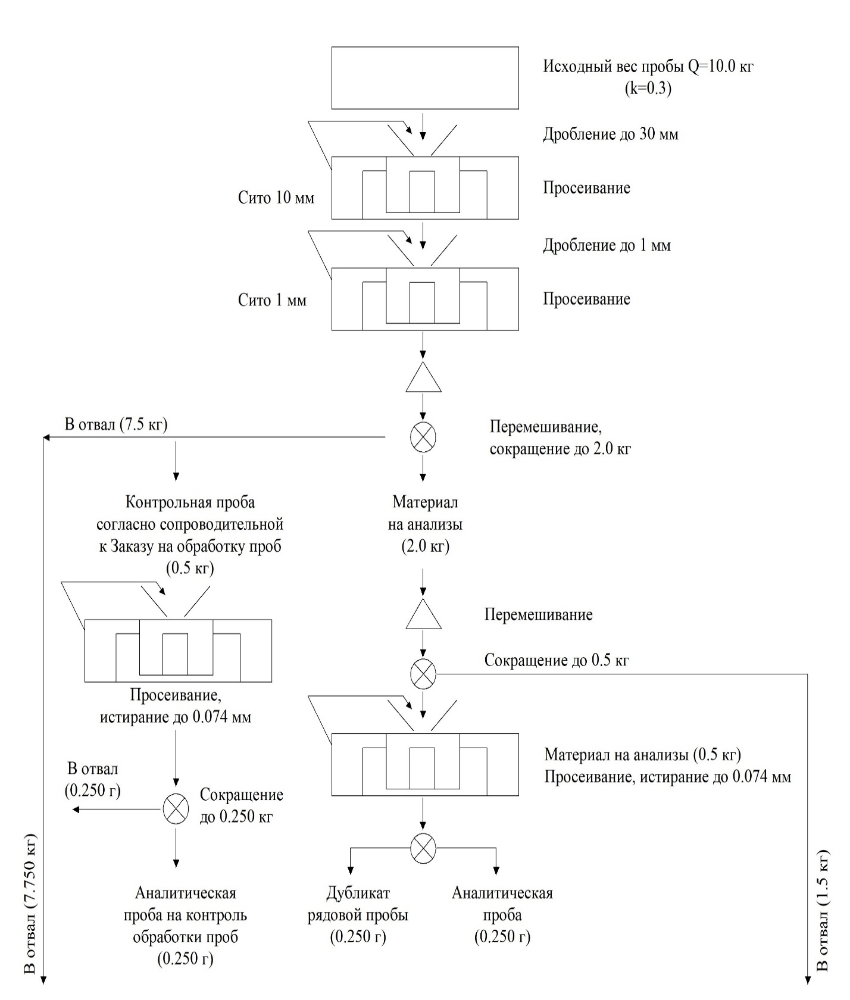 Исходный вес пробы Q=10.0 кг
(k=0.3)
Дробление до 30 мм
Сито 10 мм
Просеивание
Дробление до 1 мм
Сито 1 мм
Просеивание
В отвал (7.5 кг)
Перемешивание,
сокращение до 2.0 кг
Контрольная проба
согласно сопроводительной
к Заказу на обработку проб
(0.5 кг)
Материал
на анализы
(2.0 кг)
Перемешивание
Сокращение до 0.5 кг
Просеивание,
истирание до 0.074 мм
Материал на анализы (0.5 кг)
Просеивание, истирание до 0.074 мм
В отвал
(0.250 г)
Сокращение
до 0.250 кг
Аналитическая
проба на контроль
обработки проб
(0.250 г)
Дубликат
рядовой пробы
(0.250 г)
Аналитическая
проба
(0.250 г)
В отвал (7.750 кг)
В отвал (1.5 кг)